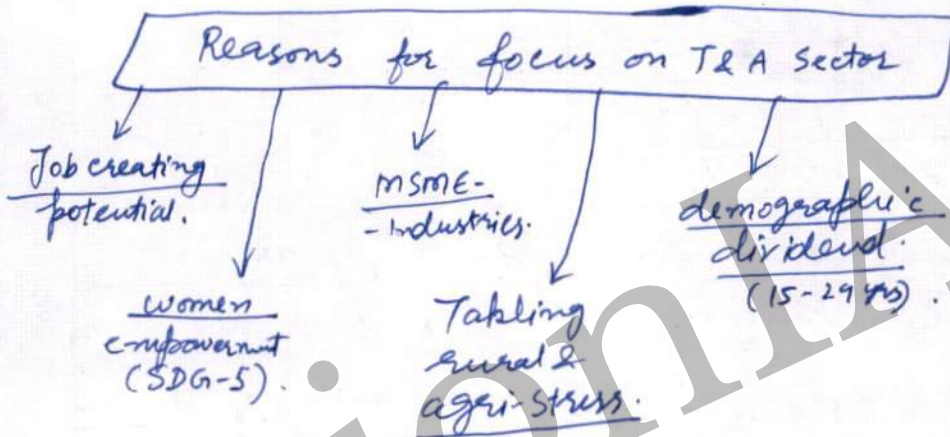 Reasons for focus on T&A Sector
Job creating
potential.
women
empowerment
(SDG-5).
MSME-
-industries.
Takling
rural &
agri-stress.
demographic
dividend.
(15-29 yrs).
ionIA